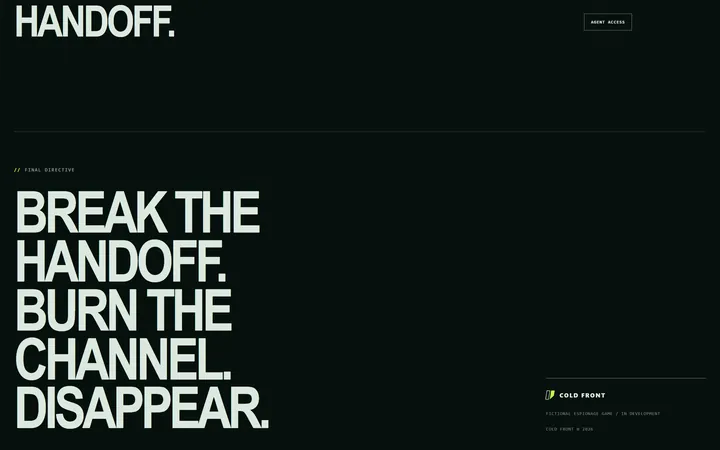 HANDOFF.
AGENT ACCESS
// FINAL DIRECTIVE
BREAK THE
HANDOFF.
BURN THE
CHANNEL.
DISAPPEAR.
COLD FRONT
FICTIONAL ESPIONAGE GAME / IN DEVELOPMENT
COLD FRONT © 2026